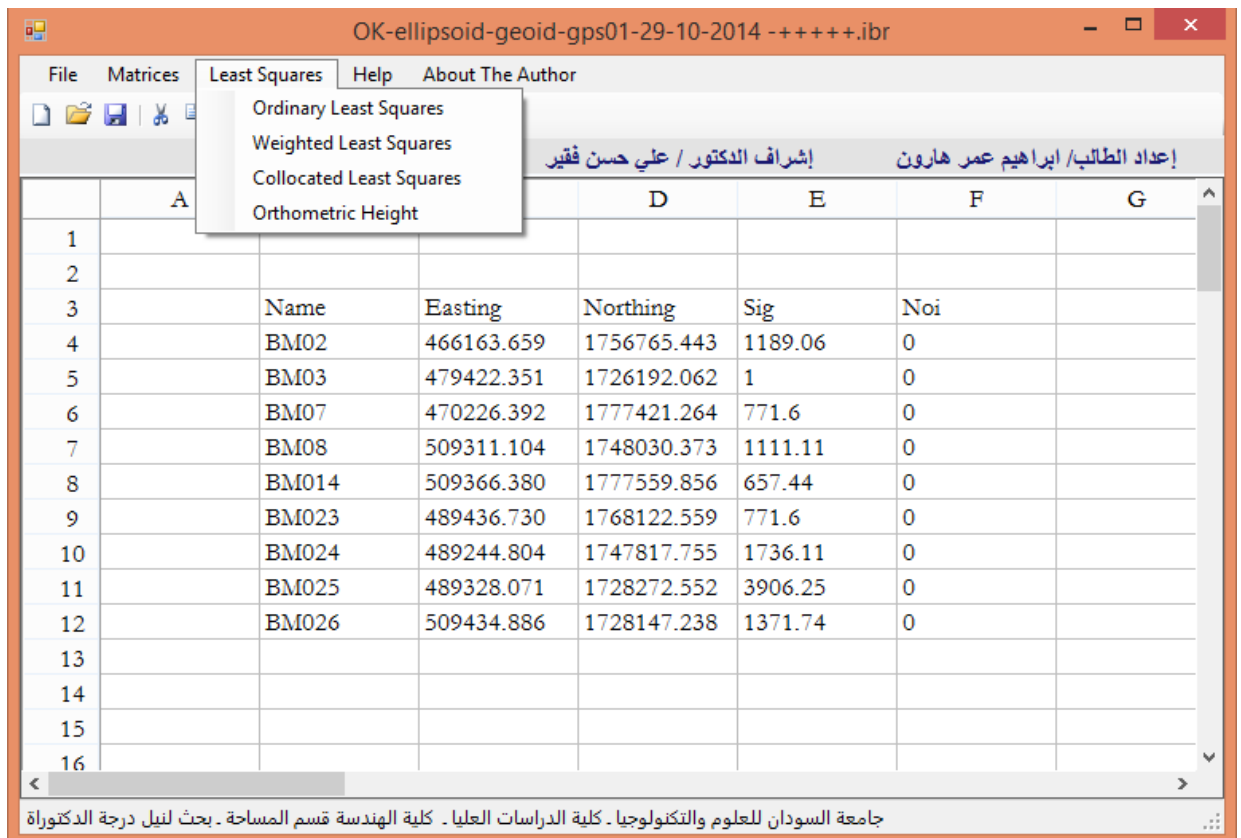 OK-ellipsoid-geoid-gps01-29-10-2014 -+++++.ibr
File Matrices Least Squares Help About The Author
Ordinary Least Squares
Weighted Least Squares
Collocated Least Squares
Orthometric Height
إعداد الطالب/ ابراهيم عمر هارون إشراف الدكتور / علي حسن فقير
A D E F G
1
2
3 Name Easting Northing Sig Noi
4 BM02 466163.659 1756765.443 1189.06 0
5 BM03 479422.351 1726192.062 1 0
6 BM07 470226.392 1777421.264 771.6 0
7 BM08 509311.104 1748030.373 1111.11 0
8 BM014 509366.380 1777559.856 657.44 0
9 BM023 489436.730 1768122.559 771.6 0
10 BM024 489244.804 1747817.755 1736.11 0
11 BM025 489328.071 1728272.552 3906.25 0
12 BM026 509434.886 1728147.238 1371.74 0
13
14
15
16
جامعة السودان للعلوم والتكنولوجيا ـ كلية الدراسات العليا ـ كلية الهندسة قسم المساحة ـ بحث لنيل درجة الدكتوراة